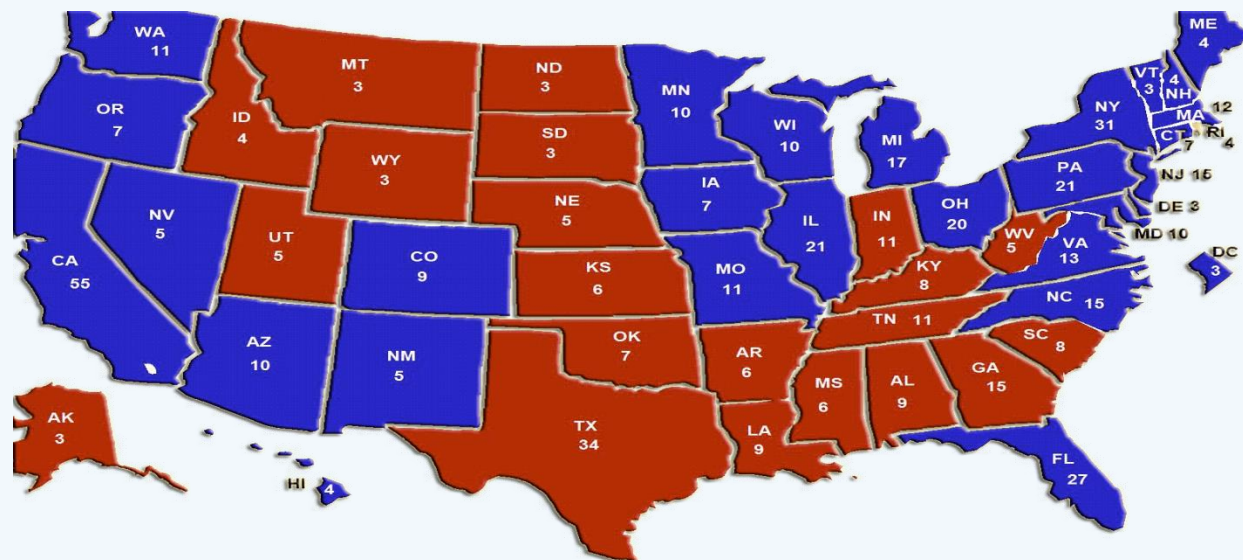 WA
11
OR
7
CA
55
NV
5
ID
4
MT
3
WY
3
UT
5
CO
9
AZ
10
NM
5
ND
3
SD
3
NE
5
KS
6
OK
7
TX
34
MN
10
IA
7
MO
11
AR
6
LA
9
WI
10
IL
21
MI
17
IN
11
OH
20
KY
8
TN 11
MS
6
AL
9
GA
15
FL
27
SC
8
NC 15
VA
13
WV
5
PA
21
NY
31
VT
3
4
NH
ME
4
12
MA
CT
7
RI
4
NJ 15
DE 3
MD 10
DC
3
AK
3
HI
4